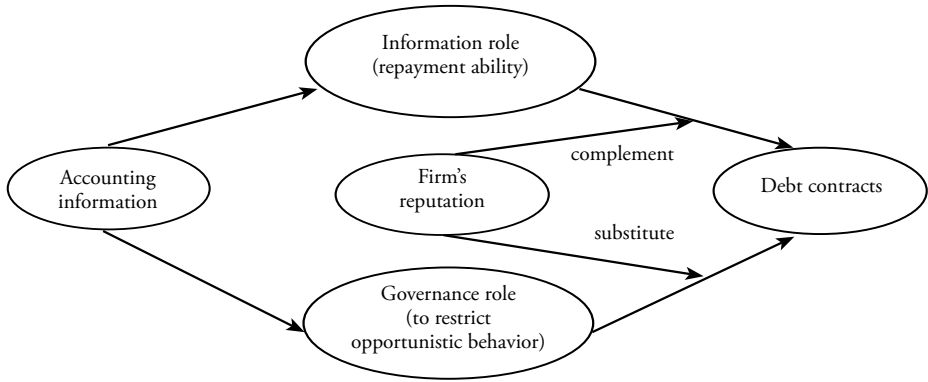 Information role
(repayment ability)
complement
Accounting
information
Firm's
reputation
Debt contracts
substitute
Governance role
(to restrict
opportunistic behavior)